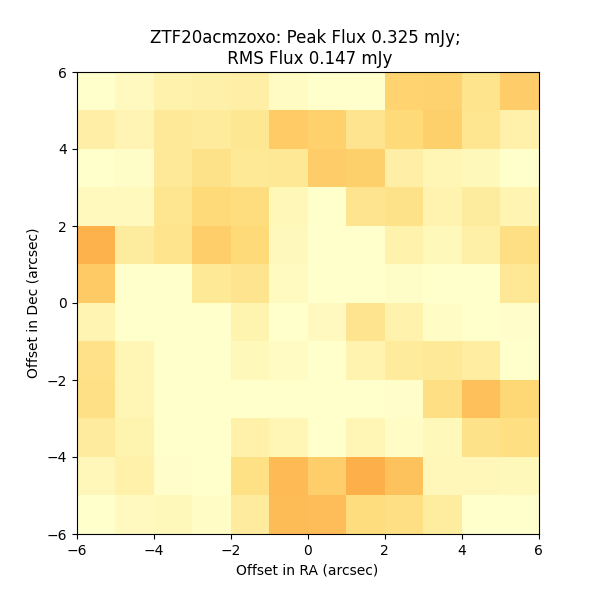 ZTF20acmzoxo: Peak Flux 0.325 mJy;
RMS Flux 0.147 mJy
6
4
2
0
−2
−4
−6
Offset in Dec (arcsec)
−6 −4 −2 0 2 4 6
Offset in RA (arcsec)